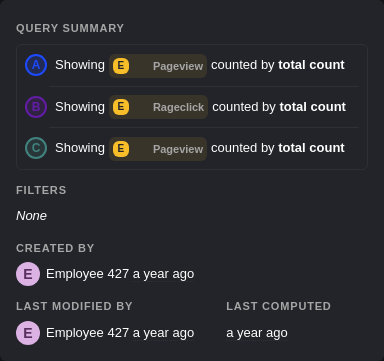 QUERY SUMMARY
A Showing E Pageview counted by total count
B Showing E Rageclick counted by total count
C Showing E Pageview counted by total count
FILTERS
None
CREATED BY
E Employee 427 a year ago
LAST MODIFIED BY LAST COMPUTED
E Employee 427 a year ago a year ago